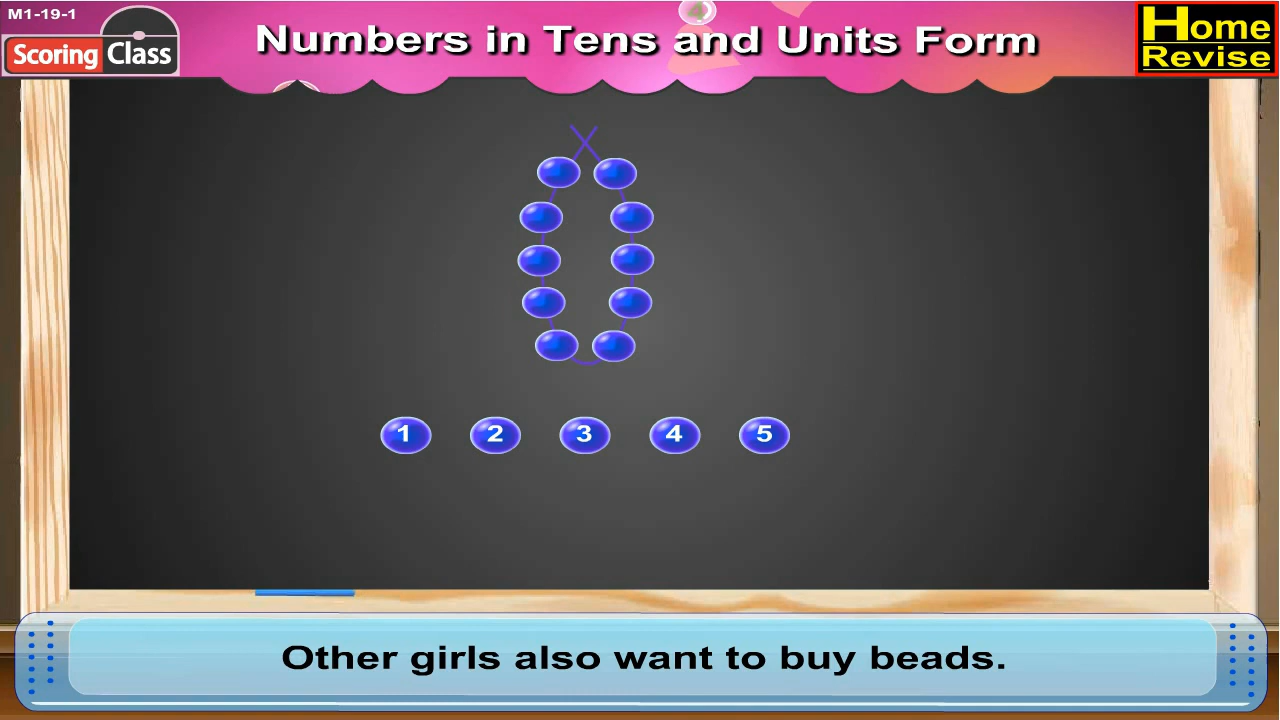 M1-19-1
Scoring Class
4
Numbers in Tens and Units Form
Home
Revise
1 2 3 4 5
Other girls also want to buy beads.